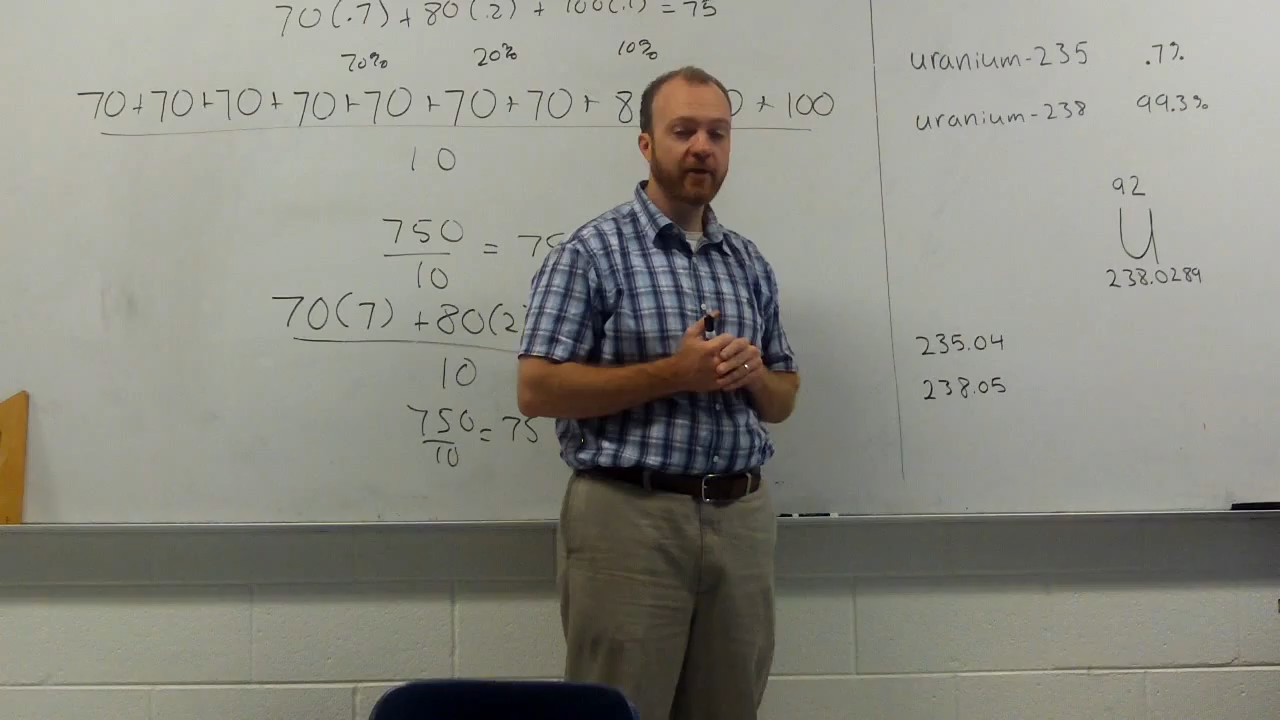 70(.7) + 80(.2) + 100(.1) = 75
70% 20% 10%
70 + 70 + 70 + 70 + 70 + 70 + 70 + 8 0 + 100
10
750
10
= 75
70(7) + 80(2)
10
750
10
= 75
uranium-235 .7%
uranium-238 99.3%
92
U
238.0289
235.04
238.05